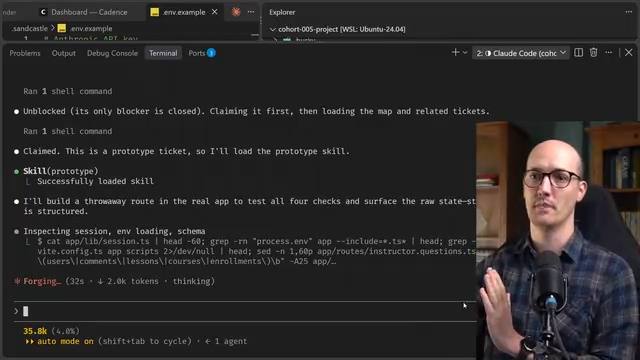 Dashboard — Cadence
.env.example
Explorer
.sandcastle
.env.example
cohort-005-project [WSL: Ubuntu-24.04]
# Anthropic API key
Problems Output Debug Console Terminal Ports
2: Claude Code (coho
Ran 1 shell command
● Unblocked (its only blocker is closed). Claiming it first, then loading the map and related tickets.
Ran 1 shell command
● Claimed. This is a prototype ticket, so I'll load the prototype skill.
● Skill(prototype)
Successfully loaded skill
● I'll build a throwaway route in the real app to test all four checks and surface the raw state-st
is structured.
● Inspecting session, env loading, schema
$ cat app/lib/session.ts | head -60; grep -rn "process.env" app --include=*.ts* | head; grep -
vite.config.ts app scripts 2>/dev/null | head; sed -n 1,60p app/routes/instructor.questions.ts
\(users\|comments\|lessons\|courses\|enrollments\)\b" -A25 app/…
Forging… (32s · ↓ 2.0k tokens · thinking)
35.8k (4.0%)
auto mode on (shift+tab to cycle) · ← 1 agent